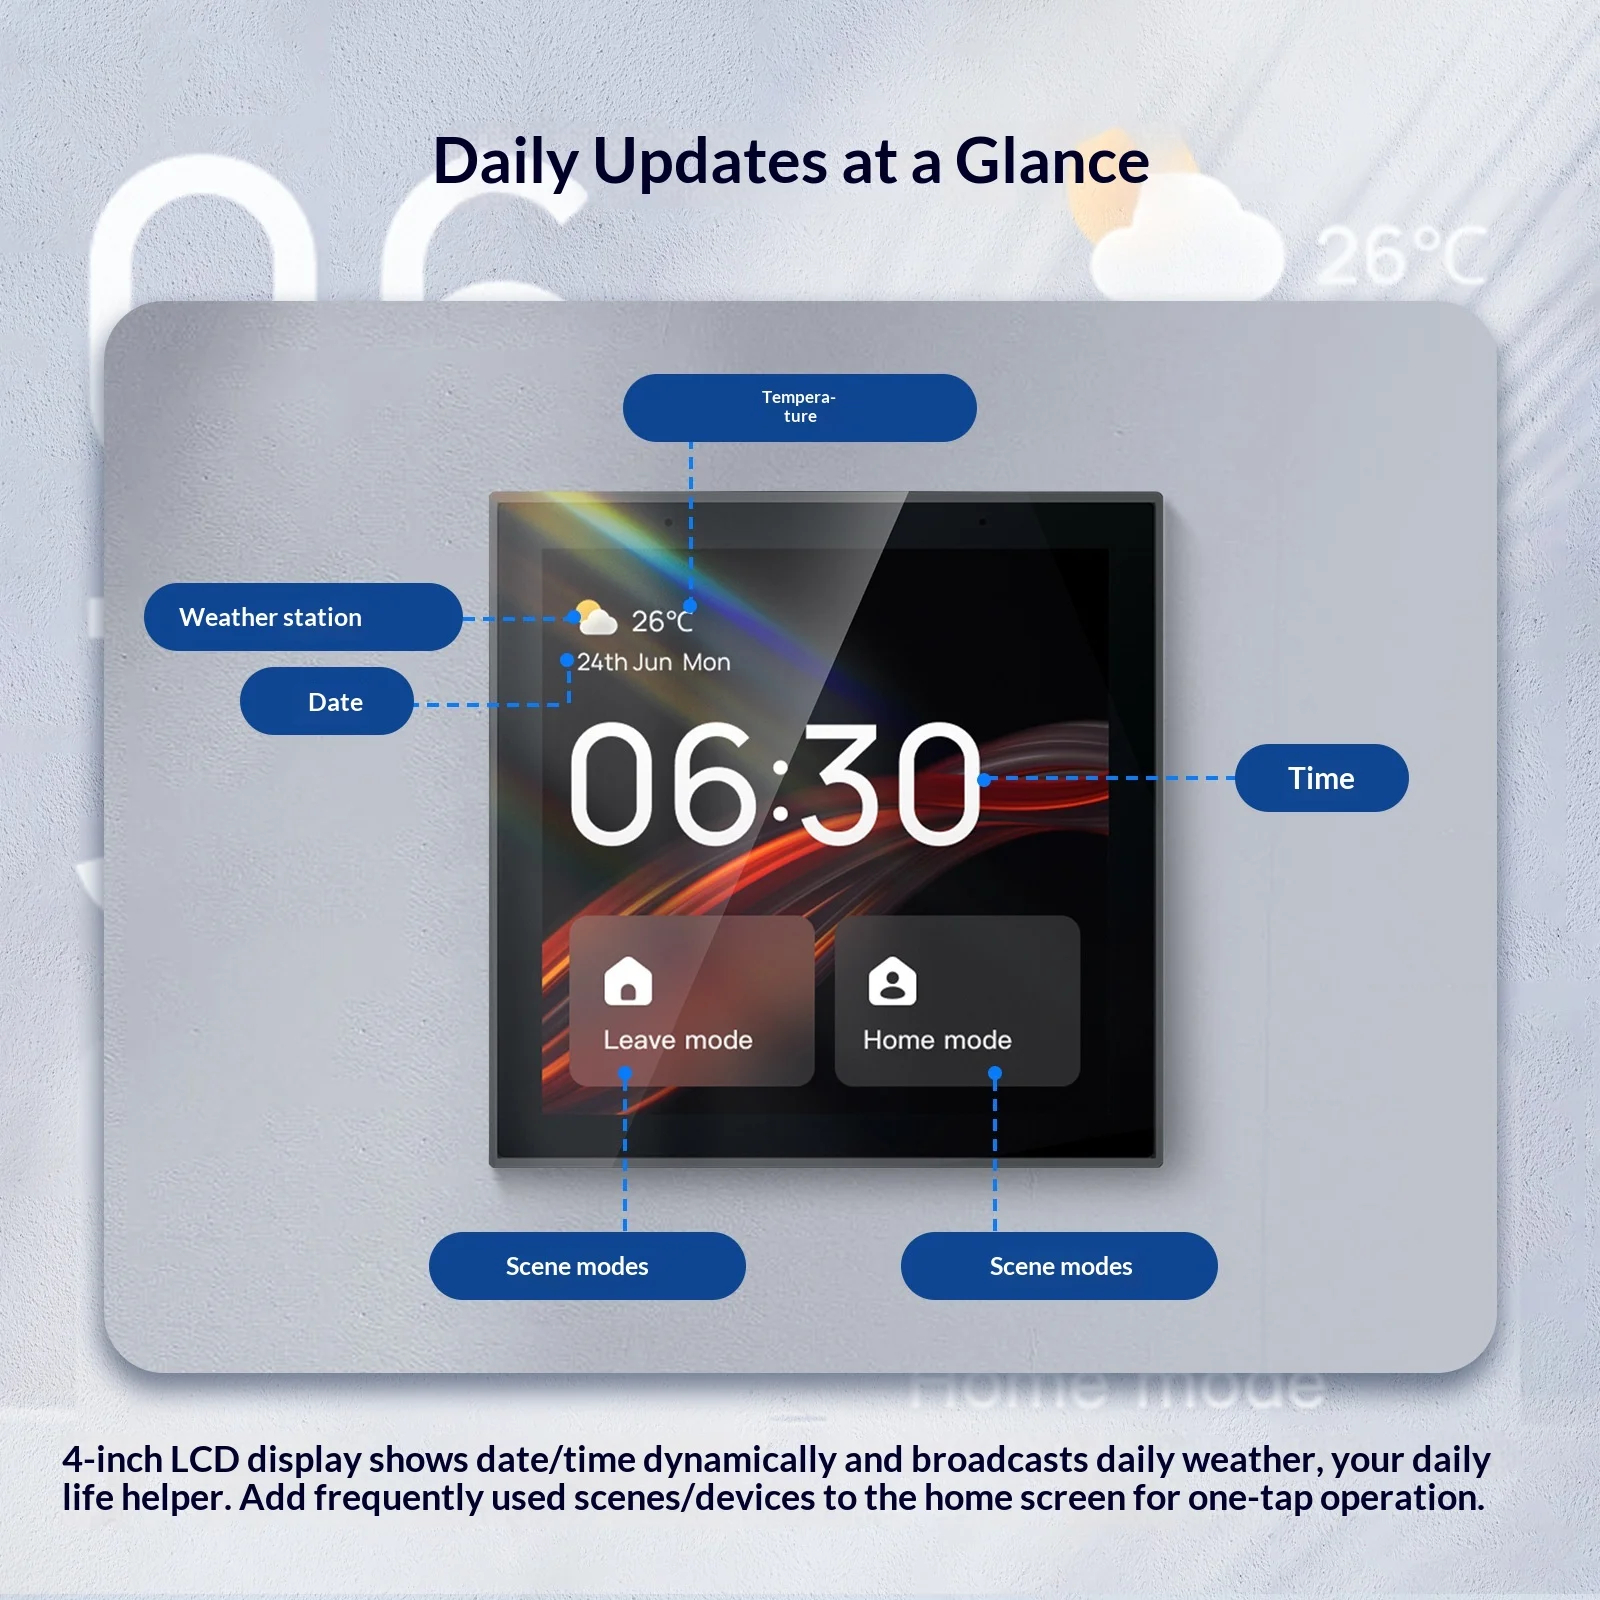 Daily Updates at a Glance
26°C
Tempera-
ture
Weather station
26°C
24th Jun Mon
Date
06:30
Time
Leave mode
Home mode
Scene modes
Scene modes
Home mode
4-inch LCD display shows date/time dynamically and broadcasts daily weather, your daily
life helper. Add frequently used scenes/devices to the home screen for one-tap operation.